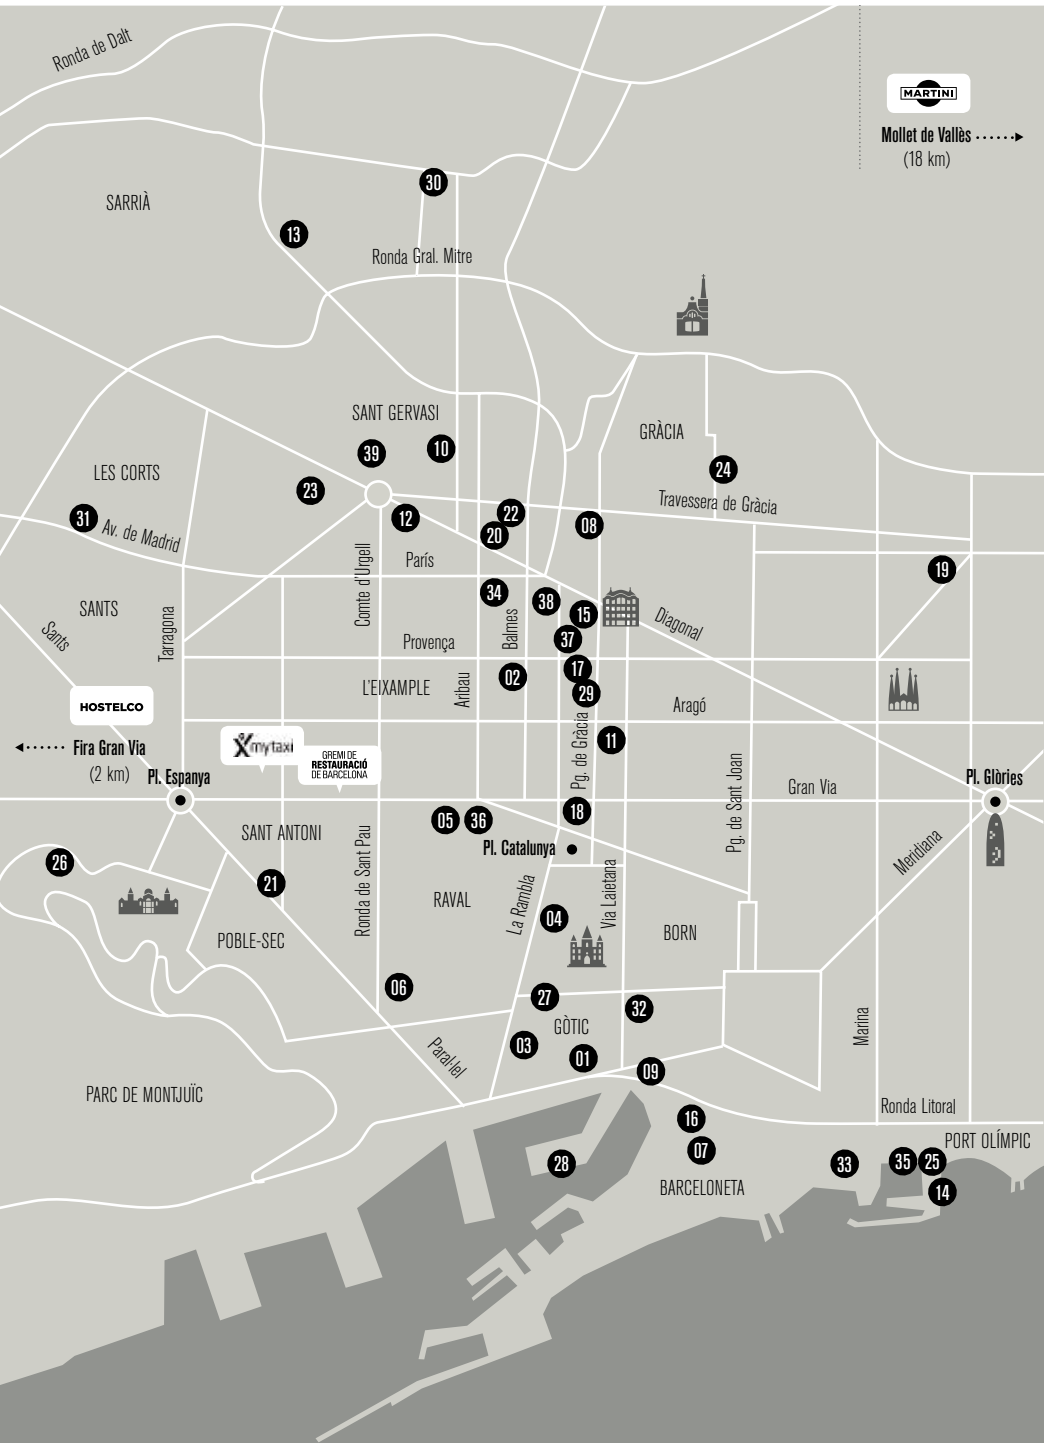 Ronda de Dalt
MARTINI
Mollet de Vallès
(18 km)
30
SARRIÀ
13
Ronda Gral. Mitre
SANT GERVASI
GRÀCIA
39
10
LES CORTS
24
23
Travessera de Gràcia
31
Av. de Madrid
12
22
08
20
París
Comte d'Urgell
19
34
38
SANTS
Sants
Tarragona
15
Diagonal
Balmes
37
Provença
17
02
L'EIXAMPLE
Aribau
29
HOSTELCO
Aragó
Fira Gran Via
(2 km)
mytaxi
GREMI DE
RESTAURACIÓ
DE BARCELONA
Pg. de Gràcia
11
Pl. Espanya
Pg. de Sant Joan
Gran Via
Pl. Glòries
18
05
36
SANT ANTONI
Pl. Catalunya
Meridiana
26
21
Ronda de Sant Pau
RAVAL
La Rambla
Via Laietana
04
BORN
POBLE-SEC
06
27
32
GÒTIC
Marina
03
01
Paral·lel
09
PARC DE MONTJUÏC
Ronda Litoral
16
07
PORT OLÍMPIC
28
33
35
25
BARCELONETA
14